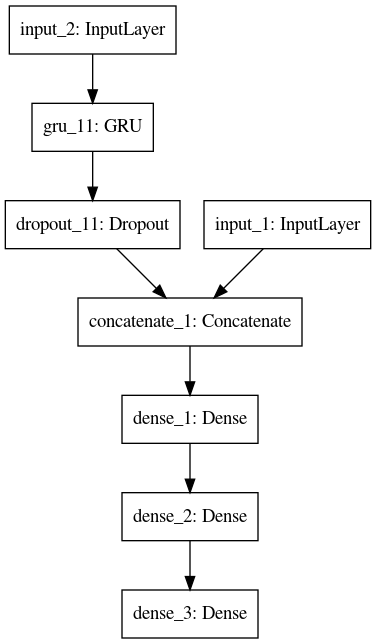 input_2: InputLayer
gru_11: GRU
dropout_11: Dropout
input_1: InputLayer
concatenate_1: Concatenate
dense_1: Dense
dense_2: Dense
dense_3: Dense